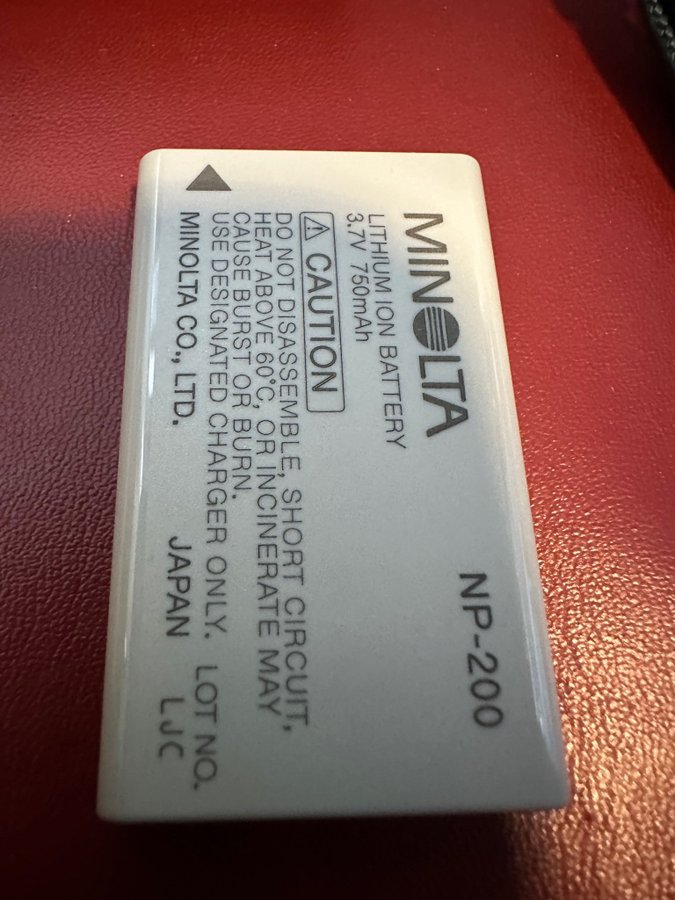 MINOLTA NP-200
LITHIUM ION BATTERY
3.7V 750mAh
⚠ CAUTION
DO NOT DISASSEMBLE, SHORT CIRCUIT,
HEAT ABOVE 60°C, OR INCINERATE MAY
CAUSE BURST OR BURN.
USE DESIGNATED CHARGER ONLY. LOT NO.
MINOLTA CO., LTD. JAPAN LJC